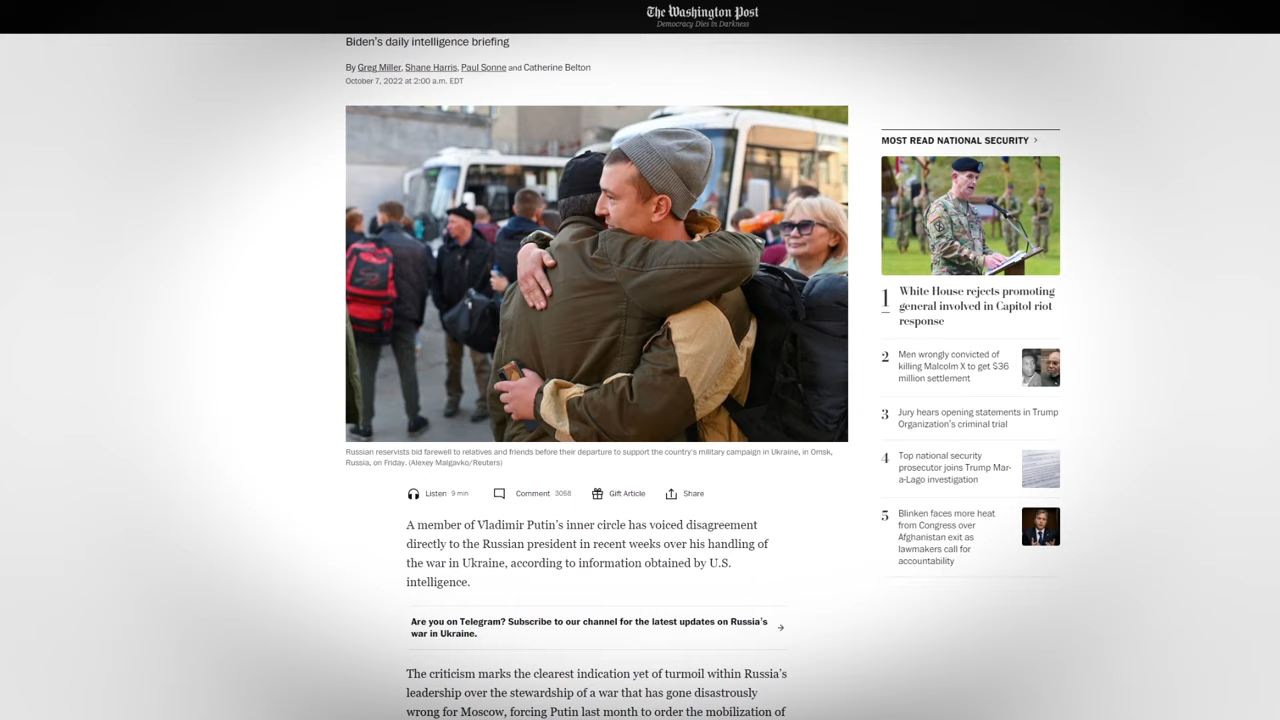 The Washington Post
Democracy Dies in Darkness
Biden's daily intelligence briefing
By Greg Miller, Shane Harris, Paul Sonne and Catherine Belton
October 7, 2022 at 2:00 a.m. EDT
Russian reservists bid farewell to relatives and friends before their departure to support the country's military campaign in Ukraine, in Omsk,
Russia, on Friday. (Alexey Malgavko/Reuters)
Listen 9 min
Comment 3058
Gift Article
Share
A member of Vladimir Putin's inner circle has voiced disagreement
directly to the Russian president in recent weeks over his handling of
the war in Ukraine, according to information obtained by U.S.
intelligence.
Are you on Telegram? Subscribe to our channel for the latest updates on Russia's
war in Ukraine.
The criticism marks the clearest indication yet of turmoil within Russia's
leadership over the stewardship of a war that has gone disastrously
wrong for Moscow, forcing Putin last month to order the mobilization of
MOST READ NATIONAL SECURITY
1
White House rejects promoting
general involved in Capitol riot
response
2
Men wrongly convicted of
killing Malcolm X to get $36
million settlement
3
Jury hears opening statements in Trump
Organization's criminal trial
4
Top national security
prosecutor joins Trump Mar-
a-Lago investigation
5
Blinken faces more heat
from Congress over
Afghanistan exit as
lawmakers call for
accountability